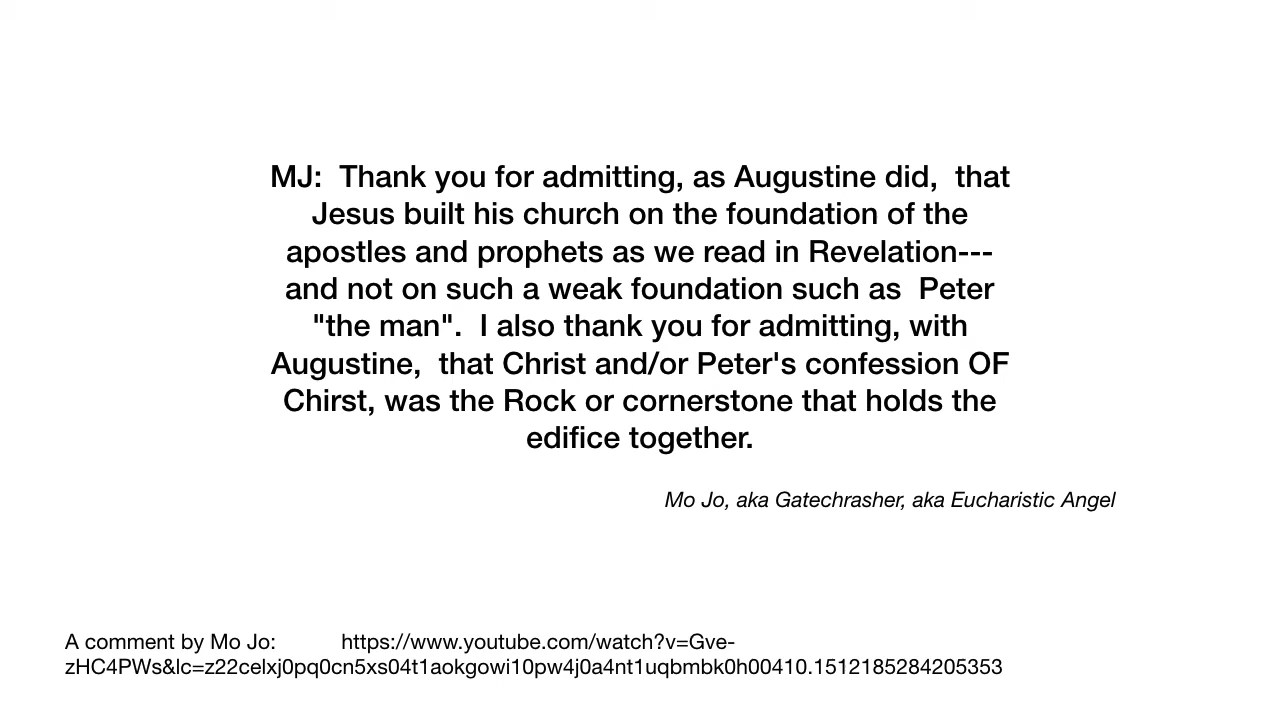 MJ:  Thank you for admitting, as Augustine did,  that
Jesus built his church on the foundation of the
apostles and prophets as we read in Revelation---
and not on such a weak foundation such as  Peter
"the man".  I also thank you for admitting, with
Augustine,  that Christ and/or Peter's confession OF
Chirst, was the Rock or cornerstone that holds the
edifice together.
Mo Jo, aka Gatechrasher, aka Eucharistic Angel
A comment by Mo Jo: https://www.youtube.com/watch?v=Gve-
zHC4PWs&lc=z22celxj0pq0cn5xs04t1aokgowi10pw4j0a4nt1uqbmbk0h00410.1512185284205353